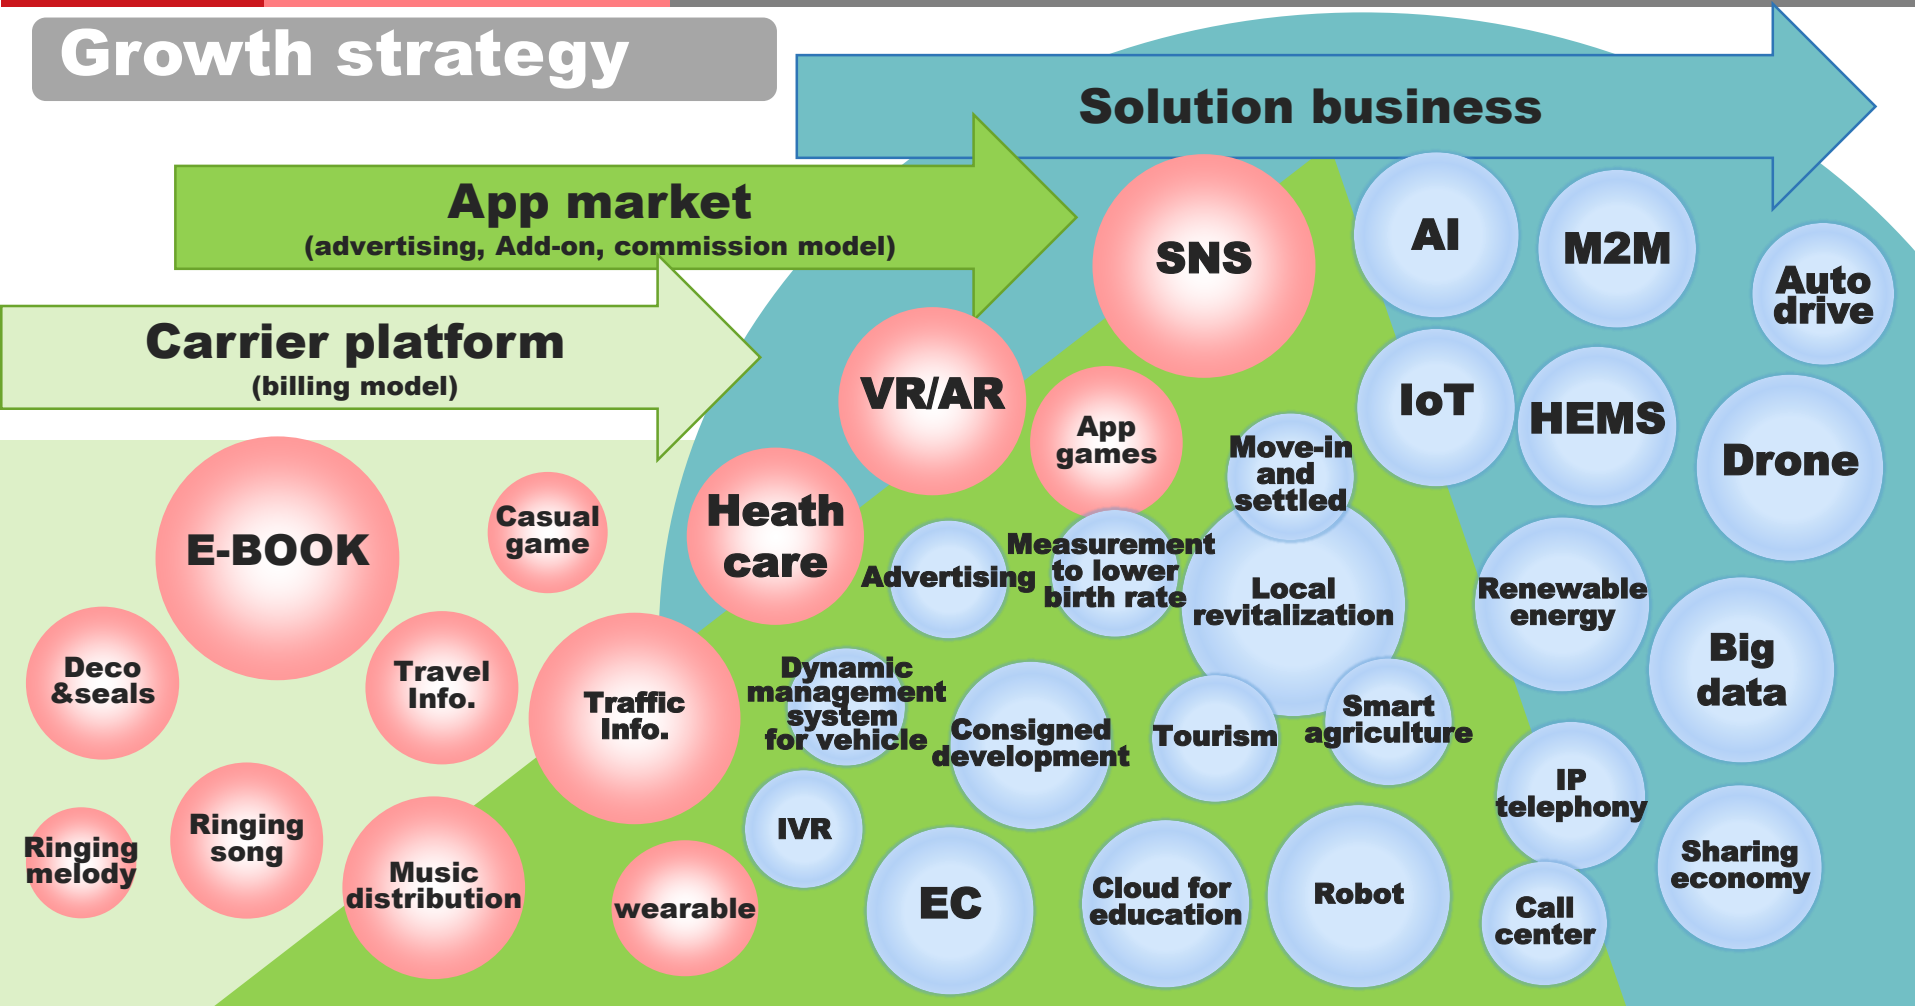 Growth strategy
Solution business
App market
(advertising, Add-on, commission model)
Carrier platform
(billing model)
SNS
AI
M2M
Auto
drive
VR/AR
App
games
IoT
HEMS
Drone
Move-in
and
settled
E-BOOK
Casual
game
Heath
care
Advertising
Measurement
to lower
birth rate
Local
revitalization
Renewable
energy
Big
data
Deco
&seals
Travel
Info.
Traffic
Info.
Dynamic
management
system
for vehicle
Consigned
development
Tourism
Smart
agriculture
IP
telephony
Ringing
melody
Ringing
song
Music
distribution
wearable
IVR
EC
Cloud for
education
Robot
Call
center
Sharing
economy